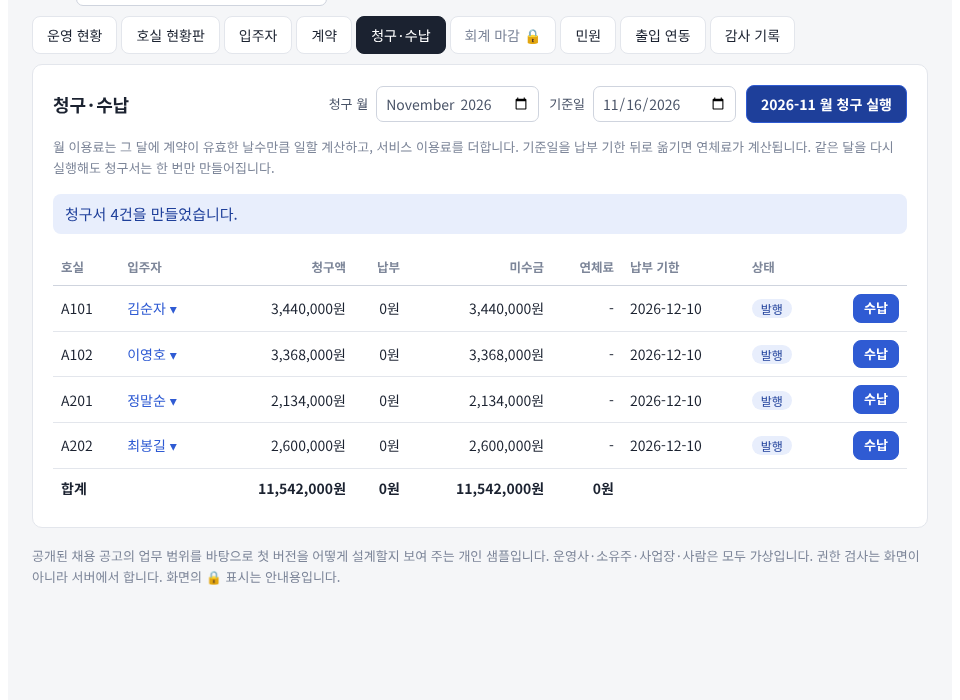 운영 현황 호실 현황판 입주자 계약 청구·수납 회계 마감 🔒 민원 출입 연동 감사 기록
청구·수납 청구 월 November 2026 기준일 11/16/2026 2026-11 월 청구 실행
월 이용료는 그 달에 계약이 유효한 날수만큼 일할 계산하고, 서비스 이용료를 더합니다. 기준일을 납부 기한 뒤로 옮기면 연체료가 계산됩니다. 같은 달을 다시
실행해도 청구서는 한 번만 만들어집니다.
청구서 4건을 만들었습니다.
호실 입주자 청구액 납부 미수금 연체료 납부 기한 상태
A101 김순자 ▾ 3,440,000원 0원 3,440,000원 - 2026-12-10 발행 수납
A102 이영호 ▾ 3,368,000원 0원 3,368,000원 - 2026-12-10 발행 수납
A201 정말순 ▾ 2,134,000원 0원 2,134,000원 - 2026-12-10 발행 수납
A202 최봉길 ▾ 2,600,000원 0원 2,600,000원 - 2026-12-10 발행 수납
합계 11,542,000원 0원 11,542,000원 0원
공개된 채용 공고의 업무 범위를 바탕으로 첫 버전을 어떻게 설계할지 보여 주는 개인 샘플입니다. 운영사·소유주·사업장·사람은 모두 가상입니다. 권한 검사는 화면이
아니라 서버에서 합니다. 화면의 🔒 표시는 안내용입니다.